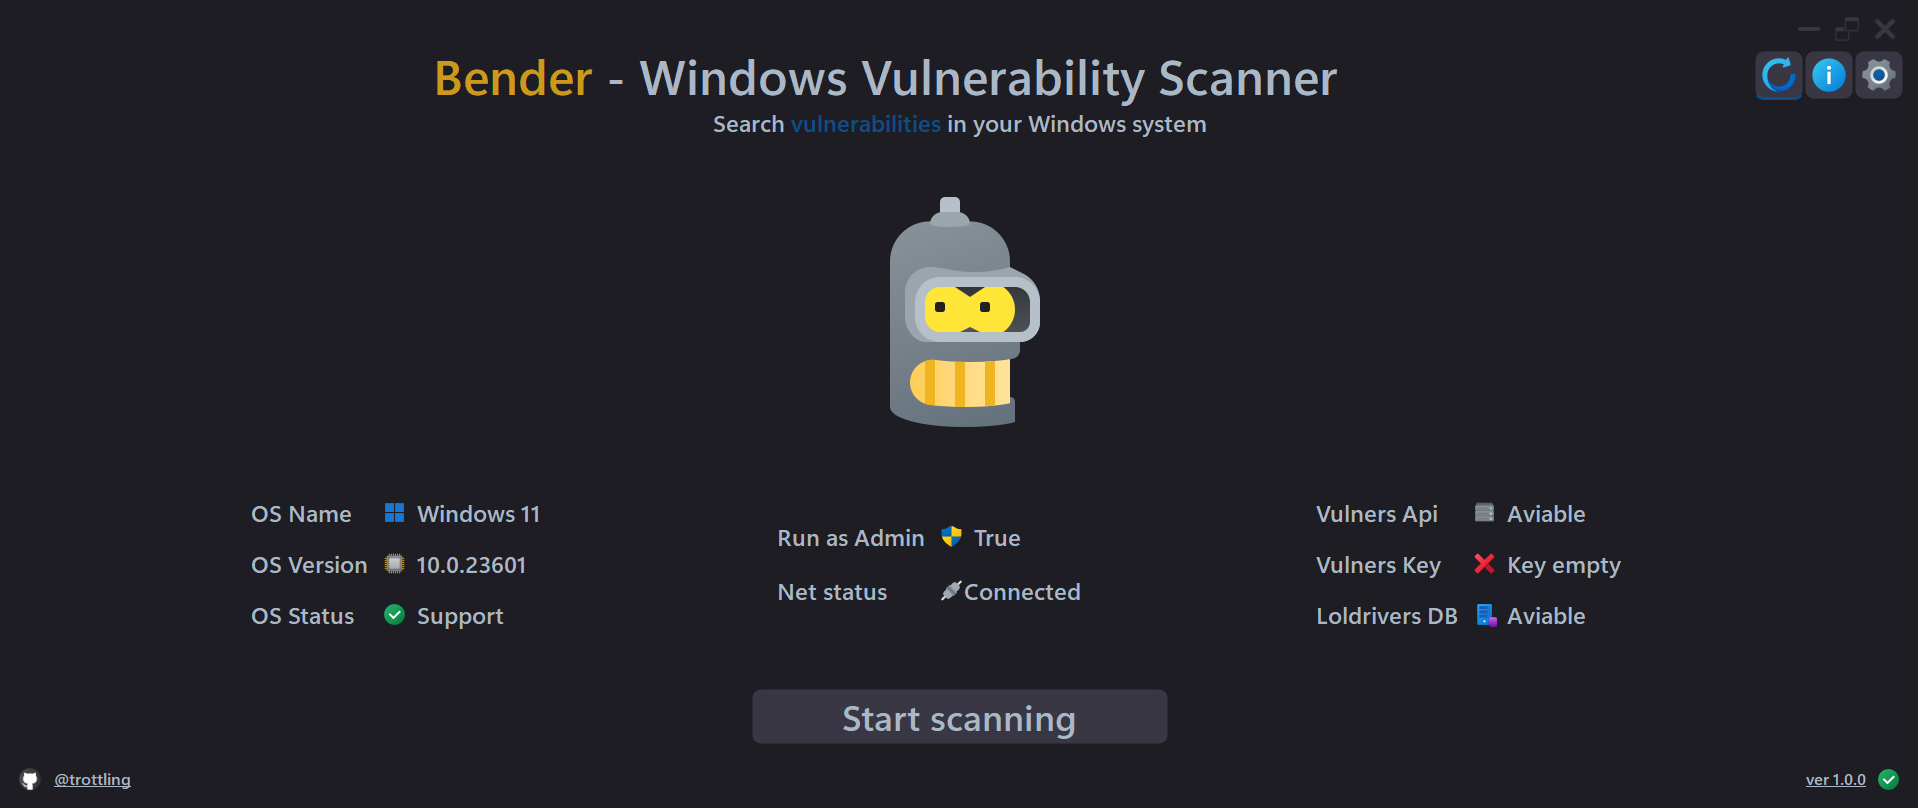 Bender - Windows Vulnerability Scanner
Search vulnerabilities in your Windows system
OS Name Windows 11
OS Version 10.0.23601
OS Status Support
Run as Admin True
Net status Connected
Vulners Api Aviable
Vulners Key Key empty
Loldrivers DB Aviable
Start scanning
@trottling
ver 1.0.0